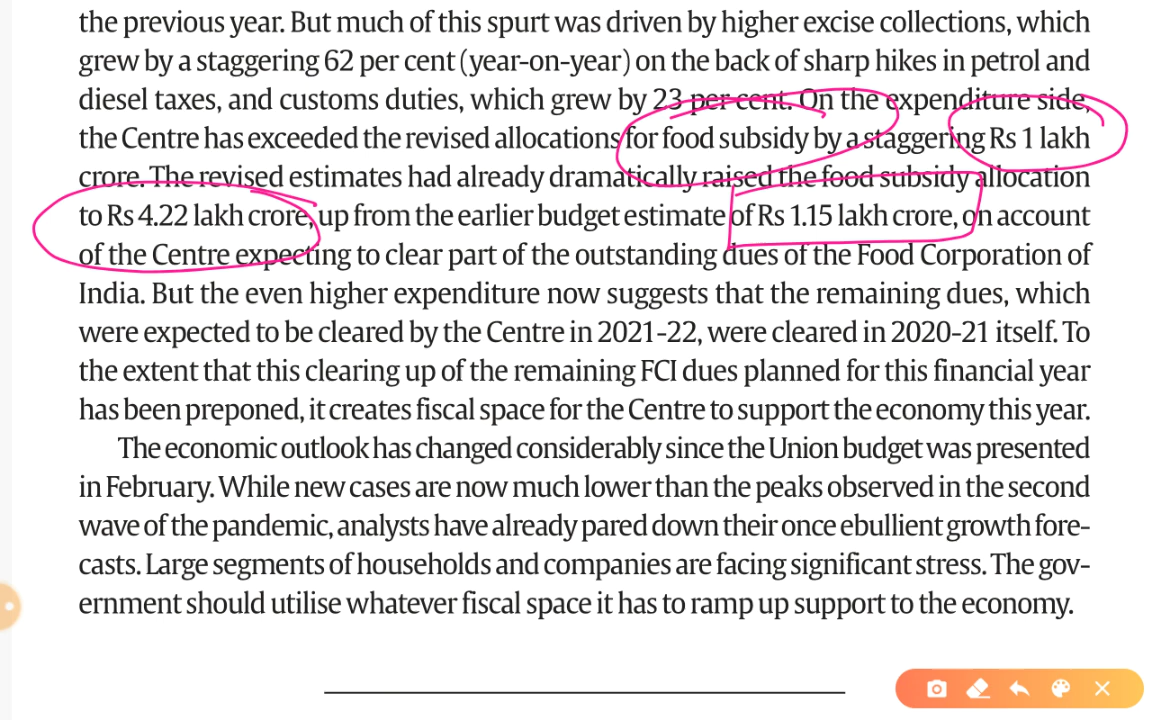 the previous year. But much of this spurt was driven by higher excise collections, which
grew by a staggering 62 per cent (year-on-year) on the back of sharp hikes in petrol and
diesel taxes, and customs duties, which grew by 23 per cent. On the expenditure side,
the Centre has exceeded the revised allocations for food subsidy by a staggering Rs 1 lakh
crore. The revised estimates had already dramatically raised the food subsidy allocation
to Rs 4.22 lakh crore, up from the earlier budget estimate of Rs 1.15 lakh crore, on account
of the Centre expecting to clear part of the outstanding dues of the Food Corporation of
India. But the even higher expenditure now suggests that the remaining dues, which
were expected to be cleared by the Centre in 2021-22, were cleared in 2020-21 itself. To
the extent that this clearing up of the remaining FCI dues planned for this financial year
has been preponed, it creates fiscal space for the Centre to support the economy this year.
The economic outlook has changed considerably since the Union budget was presented
in February. While new cases are now much lower than the peaks observed in the second
wave of the pandemic, analysts have already pared down their once ebullient growth fore-
casts. Large segments of households and companies are facing significant stress. The gov-
ernment should utilise whatever fiscal space it has to ramp up support to the economy.